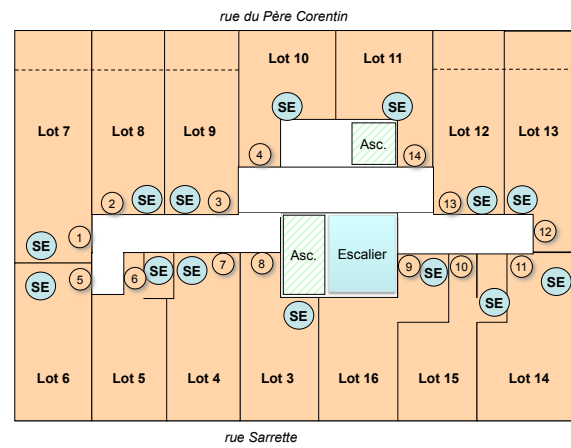 rue du Père Corentin
Lot 10 Lot 11
Lot 7 Lot 8 Lot 9 SE SE Lot 12 Lot 13
Asc.
4 14
2 SE SE 3 13 SE SE
1 12
SE
5 6 SE SE 7 8 Asc. Escalier 9 SE 10 11
SE SE
SE SE
Lot 6 Lot 5 Lot 4 Lot 3 Lot 16 Lot 15 Lot 14
rue Sarrette